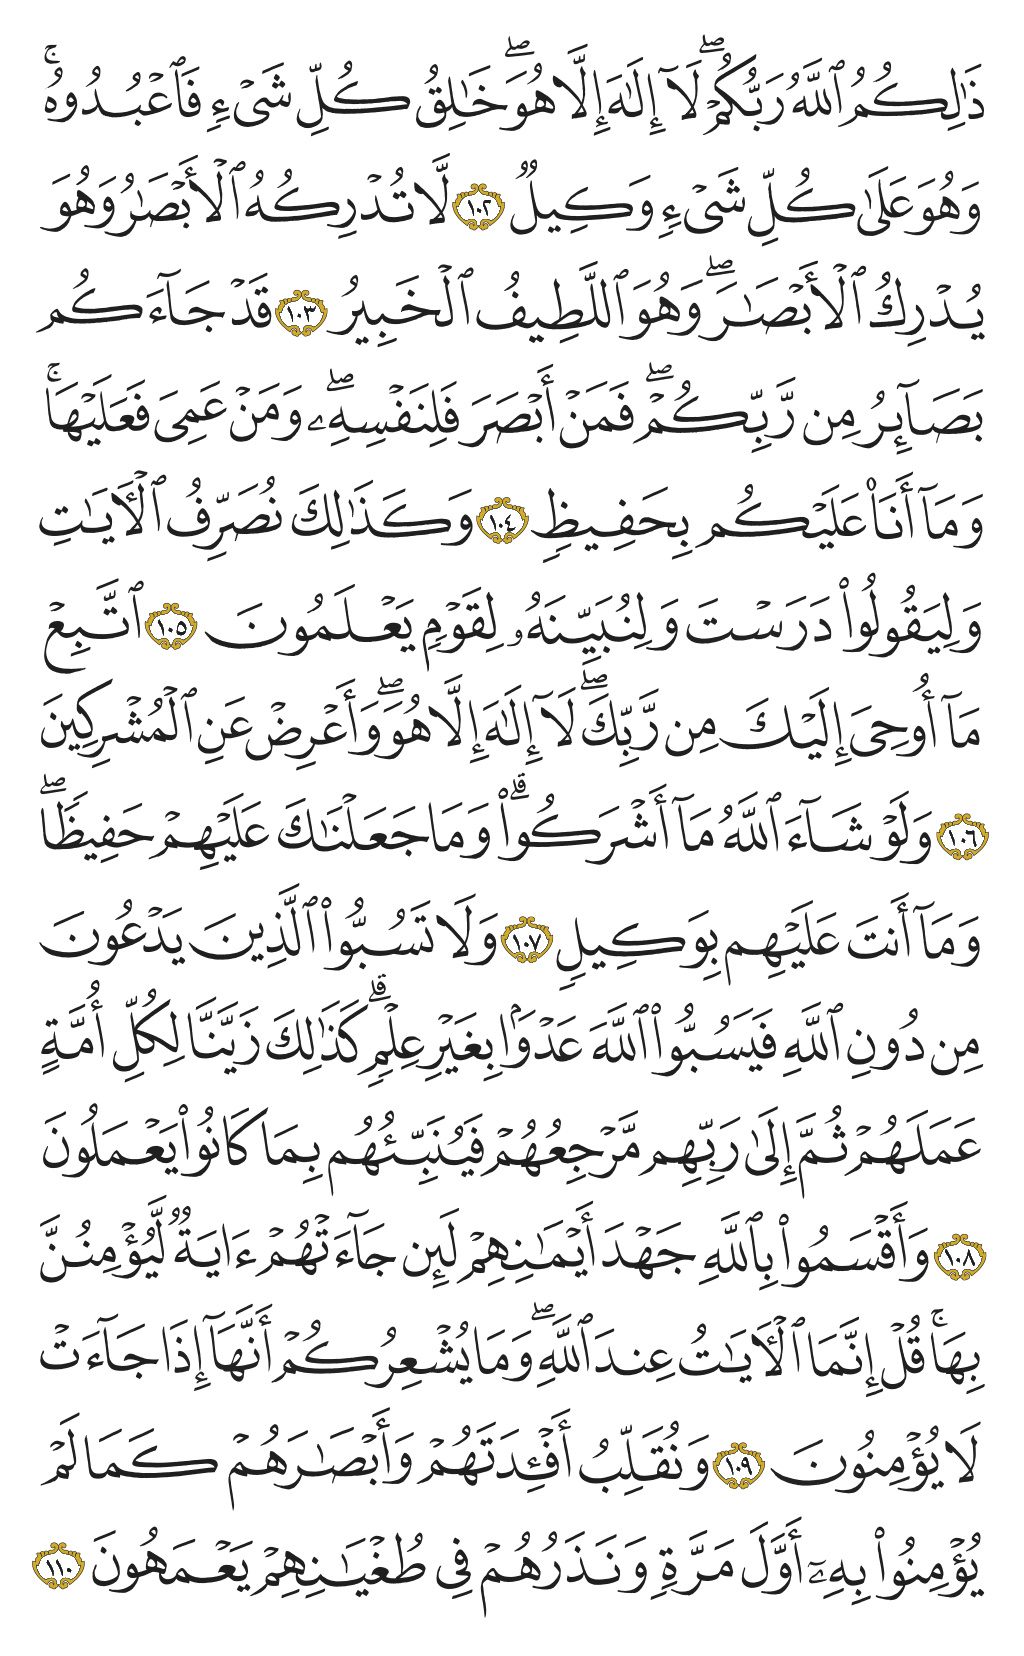 ذَٰلِكُمُ ٱللَّهُ رَبُّكُمۡۖ لَآ إِلَٰهَ إِلَّا هُوَۖ خَٰلِقُ كُلِّ شَيۡءٖ فَٱعۡبُدُوهُۚ
وَهُوَ عَلَىٰ كُلِّ شَيۡءٖ وَكِيلٞ ١٠٢ لَّا تُدۡرِكُهُ ٱلۡأَبۡصَٰرُ وَهُوَ
يُدۡرِكُ ٱلۡأَبۡصَٰرَۖ وَهُوَ ٱللَّطِيفُ ٱلۡخَبِيرُ ١٠٣ قَدۡ جَآءَكُم
بَصَآئِرُ مِن رَّبِّكُمۡۖ فَمَنۡ أَبۡصَرَ فَلِنَفۡسِهِۦۖ وَمَنۡ عَمِيَ فَعَلَيۡهَاۚ
وَمَآ أَنَا۠ عَلَيۡكُم بِحَفِيظٖ ١٠٤ وَكَذَٰلِكَ نُصَرِّفُ ٱلۡأٓيَٰتِ
وَلِيَقُولُواْ دَرَسۡتَ وَلِنُبَيِّنَهُۥ لِقَوۡمٖ يَعۡلَمُونَ ١٠٥ ٱتَّبِعۡ
مَآ أُوحِيَ إِلَيۡكَ مِن رَّبِّكَۖ لَآ إِلَٰهَ إِلَّا هُوَۖ وَأَعۡرِضۡ عَنِ ٱلۡمُشۡرِكِينَ
١٠٦ وَلَوۡ شَآءَ ٱللَّهُ مَآ أَشۡرَكُواْۗ وَمَا جَعَلۡنَٰكَ عَلَيۡهِمۡ حَفِيظٗاۖ
وَمَآ أَنتَ عَلَيۡهِم بِوَكِيلٖ ١٠٧ وَلَا تَسُبُّواْ ٱلَّذِينَ يَدۡعُونَ
مِن دُونِ ٱللَّهِ فَيَسُبُّواْ ٱللَّهَ عَدۡوَۢا بِغَيۡرِ عِلۡمٖۗ كَذَٰلِكَ زَيَّنَّا لِكُلِّ أُمَّةٍ
عَمَلَهُمۡ ثُمَّ إِلَىٰ رَبِّهِم مَّرۡجِعُهُمۡ فَيُنَبِّئُهُم بِمَا كَانُواْ يَعۡمَلُونَ
١٠٨ وَأَقۡسَمُواْ بِٱللَّهِ جَهۡدَ أَيۡمَٰنِهِمۡ لَئِن جَآءَتۡهُمۡ ءَايَةٞ لَّيُؤۡمِنُنَّ
بِهَاۚ قُلۡ إِنَّمَا ٱلۡأٓيَٰتُ عِندَ ٱللَّهِۖ وَمَا يُشۡعِرُكُمۡ أَنَّهَآ إِذَا جَآءَتۡ
لَا يُؤۡمِنُونَ ١٠٩ وَنُقَلِّبُ أَفۡـِٔدَتَهُمۡ وَأَبۡصَٰرَهُمۡ كَمَا لَمۡ
يُؤۡمِنُواْ بِهِۦٓ أَوَّلَ مَرَّةٖ وَنَذَرُهُمۡ فِي طُغۡيَٰنِهِمۡ يَعۡمَهُونَ ١١٠